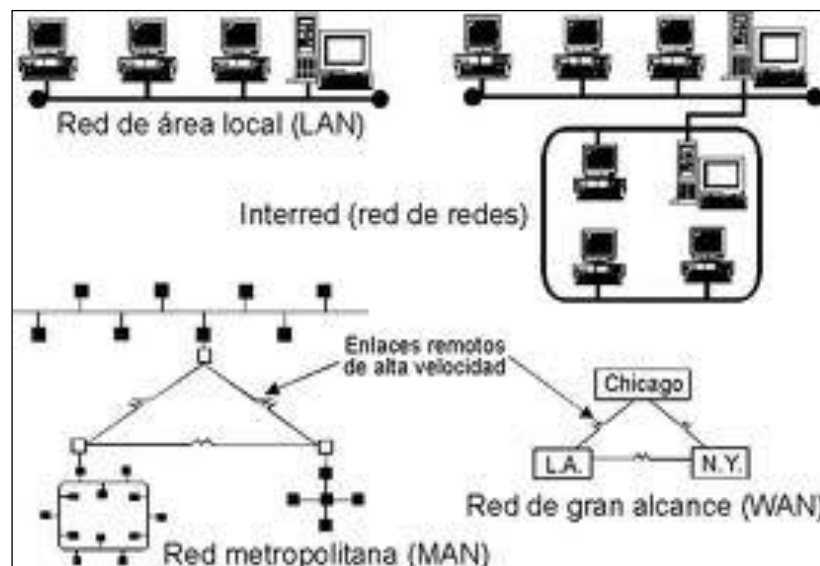 Red de área local (LAN)
Interred (red de redes)
Enlaces remotos
de alta velocidad
Chicago
L.A.
N.Y.
Red de gran alcance (WAN)
Red metropolitana (MAN)